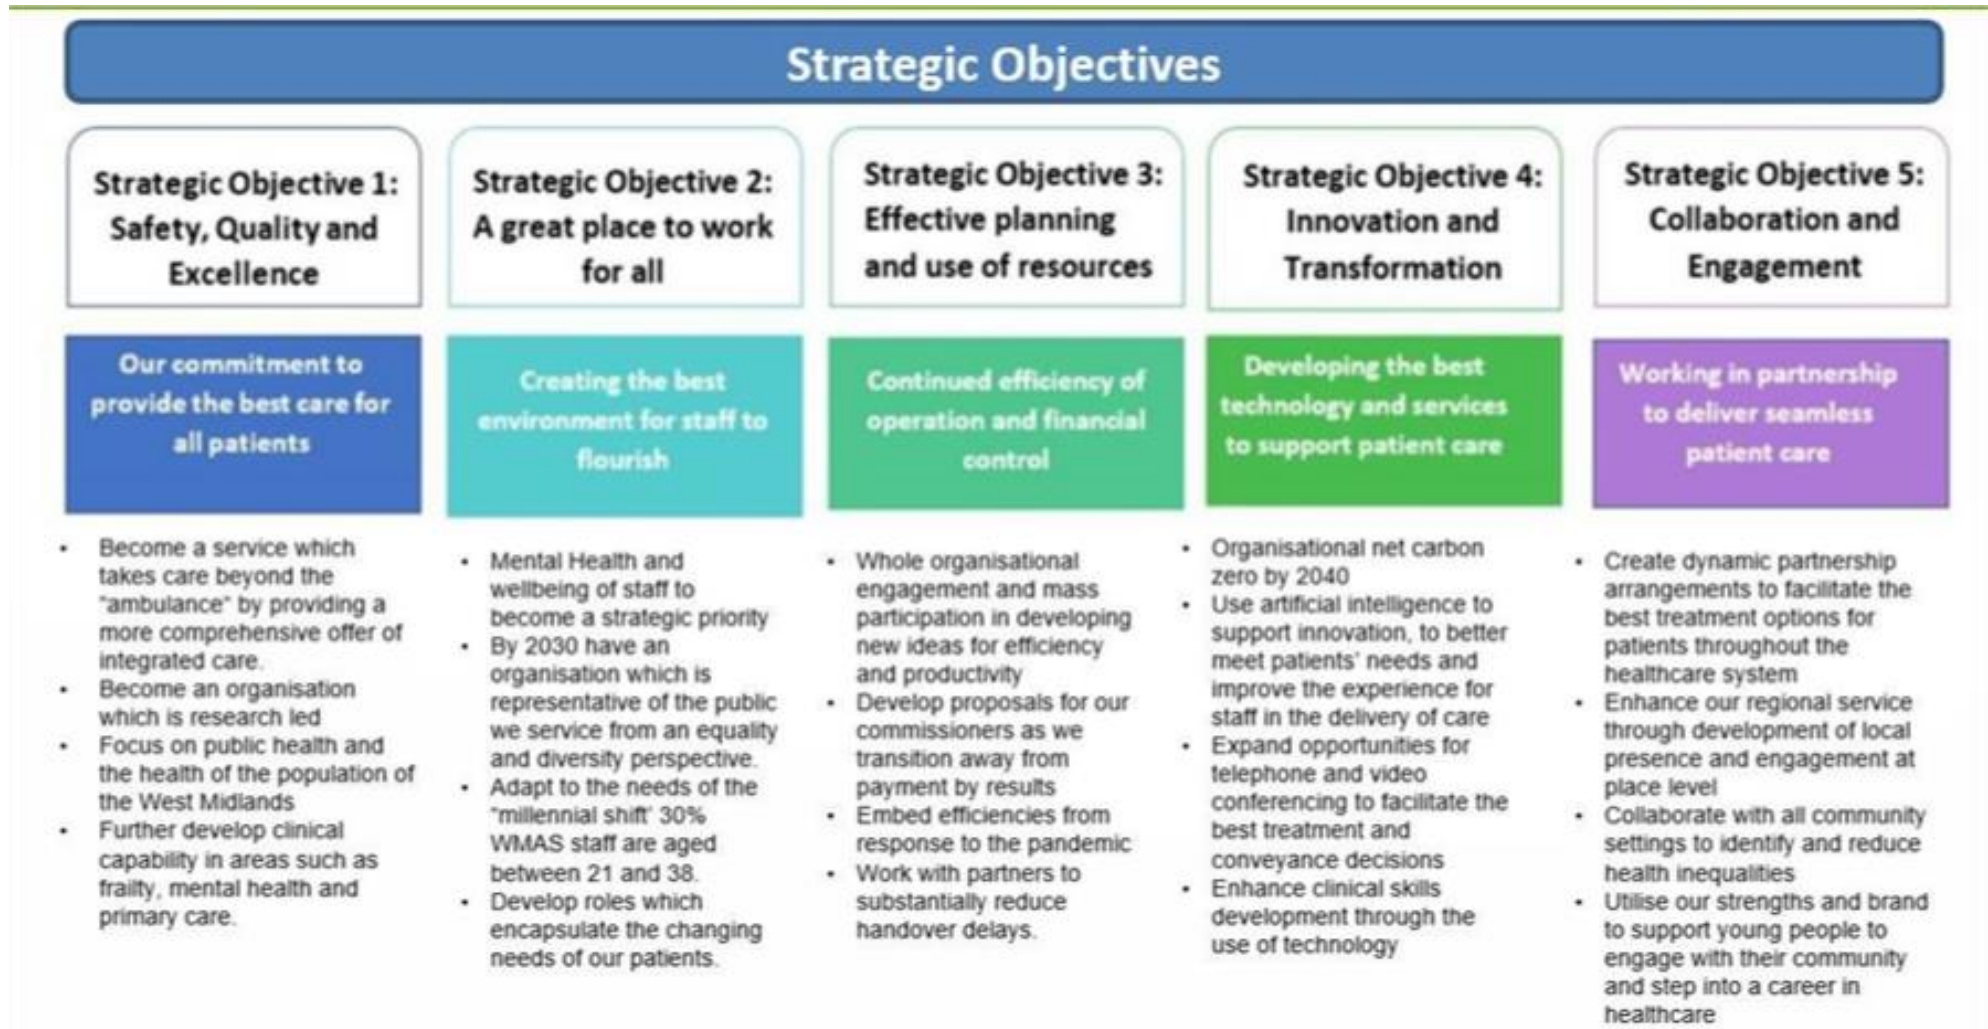 Strategic Objectives
Strategic Objective 1:
Safety, Quality and
Excellence
Our commitment to
provide the best care for
all patients
• Become a service which
takes care beyond the
"ambulance" by providing a
more comprehensive offer of
integrated care.
• Become an organisation
which is research led
• Focus on public health and
the health of the population of
the West Midlands
• Further develop clinical
capability in areas such as
frailty, mental health and
primary care.
Strategic Objective 2:
A great place to work
for all
Creating the best
environment for staff to
flourish
• Mental Health and
wellbeing of staff to
become a strategic priority
• By 2030 have an
organisation which is
representative of the public
we service from an equality
and diversity perspective.
• Adapt to the needs of the
"millennial shift' 30%
WMAS staff are aged
between 21 and 38.
• Develop roles which
encapsulate the changing
needs of our patients.
Strategic Objective 3:
Effective planning
and use of resources
Continued efficiency of
operation and financial
control
• Whole organisational
engagement and mass
participation in developing
new ideas for efficiency
and productivity
• Develop proposals for our
commissioners as we
transition away from
payment by results
• Embed efficiencies from
response to the pandemic
• Work with partners to
substantially reduce
handover delays.
Strategic Objective 4:
Innovation and
Transformation
Developing the best
technology and services
to support patient care
• Organisational net carbon
zero by 2040
• Use artificial intelligence to
support innovation, to better
meet patients' needs and
improve the experience for
staff in the delivery of care
• Expand opportunities for
telephone and video
conferencing to facilitate the
best treatment and
conveyance decisions
• Enhance clinical skills
development through the
use of technology
Strategic Objective 5:
Collaboration and
Engagement
Working in partnership
to deliver seamless
patient care
• Create dynamic partnership
arrangements to facilitate the
best treatment options for
patients throughout the
healthcare system
• Enhance our regional service
through development of local
presence and engagement at
place level
• Collaborate with all community
settings to identify and reduce
health inequalities
• Utilise our strengths and brand
to support young people to
engage with their community
and step into a career in
healthcare